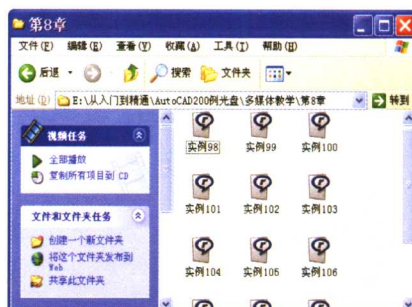 第8章
文件(F) 编辑(E) 查看(V) 收藏(A) 工具(T) 帮助(H)
后退 搜索 文件夹
地址(D) E:\从入门到精通\AutoCAD200例光盘\多媒体教学\第8章 转到
视频任务
全部播放
复制所有项目到 CD
文件和文件夹任务
创建一个新文件夹
将这个文件夹发布到
Web
共享此文件夹
实例98 实例99 实例100
实例101 实例102 实例103
实例104 实例105 实例106